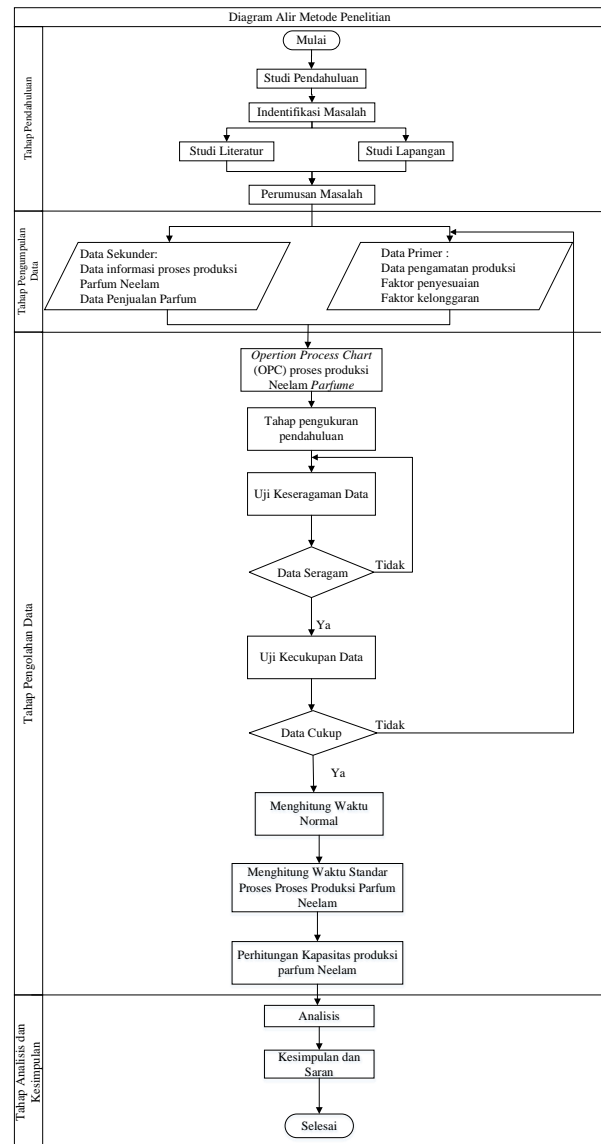 Diagram Alir Metode Penelitian
Tahap Pendahuluan
Mulai
Studi Pendahuluan
Indentifikasi Masalah
Studi Literatur
Studi Lapangan
Perumusan Masalah
Tahap Pengumpulan
Data
Data Sekunder:
Data informasi proses produksi
Parfum Neelam
Data Penjualan Parfum
Data Primer :
Data pengamatan produksi
Faktor penyesuaian
Faktor kelonggaran
Tahap Pengolahan Data
Opertion Process Chart
(OPC) proses produksi
Neelam Parfume
Tahap pengukuran
pendahuluan
Uji Keseragaman Data
Data Seragam
Tidak
Ya
Uji Kecukupan Data
Data Cukup
Tidak
Ya
Menghitung Waktu
Normal
Menghitung Waktu Standar
Proses Proses Produksi Parfum
Neelam
Perhitungan Kapasitas produksi
parfum Neelam
Tahap Analisis dan
Kesimpulan
Analisis
Kesimpulan dan
Saran
Selesai